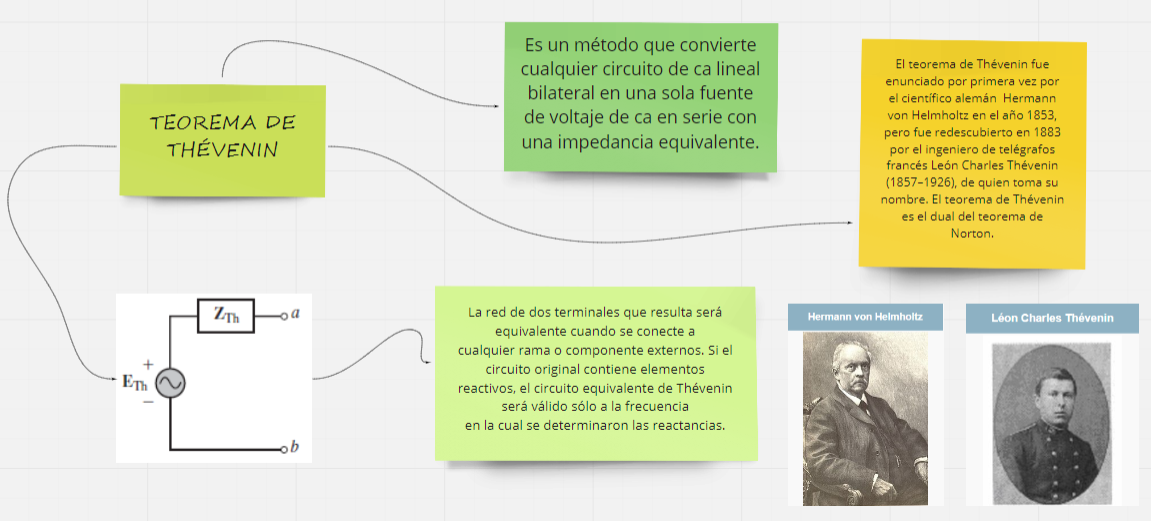 TEOREMA DE
THÉVENIN
Es un método que convierte
cualquier circuito de ca lineal
bilateral en una sola fuente
de voltaje de ca en serie con
una impedancia equivalente.
El teorema de Thévenin fue
enunciado por primera vez por
el científico alemán Hermann
von Helmholtz en el año 1853,
pero fue redescubierto en 1883
por el ingeniero de telégrafos
francés León Charles Thévenin
(1857–1926), de quien toma su
nombre. El teorema de Thévenin
es el dual del teorema de
Norton.
Z_Th
a
+
E_Th
−
b
La red de dos terminales que resulta será
equivalente cuando se conecte a
cualquier rama o componente externos. Si el
circuito original contiene elementos
reactivos, el circuito equivalente de Thévenin
será válido sólo a la frecuencia
en la cual se determinaron las reactancias.
Hermann von Helmholtz
Léon Charles Thévenin